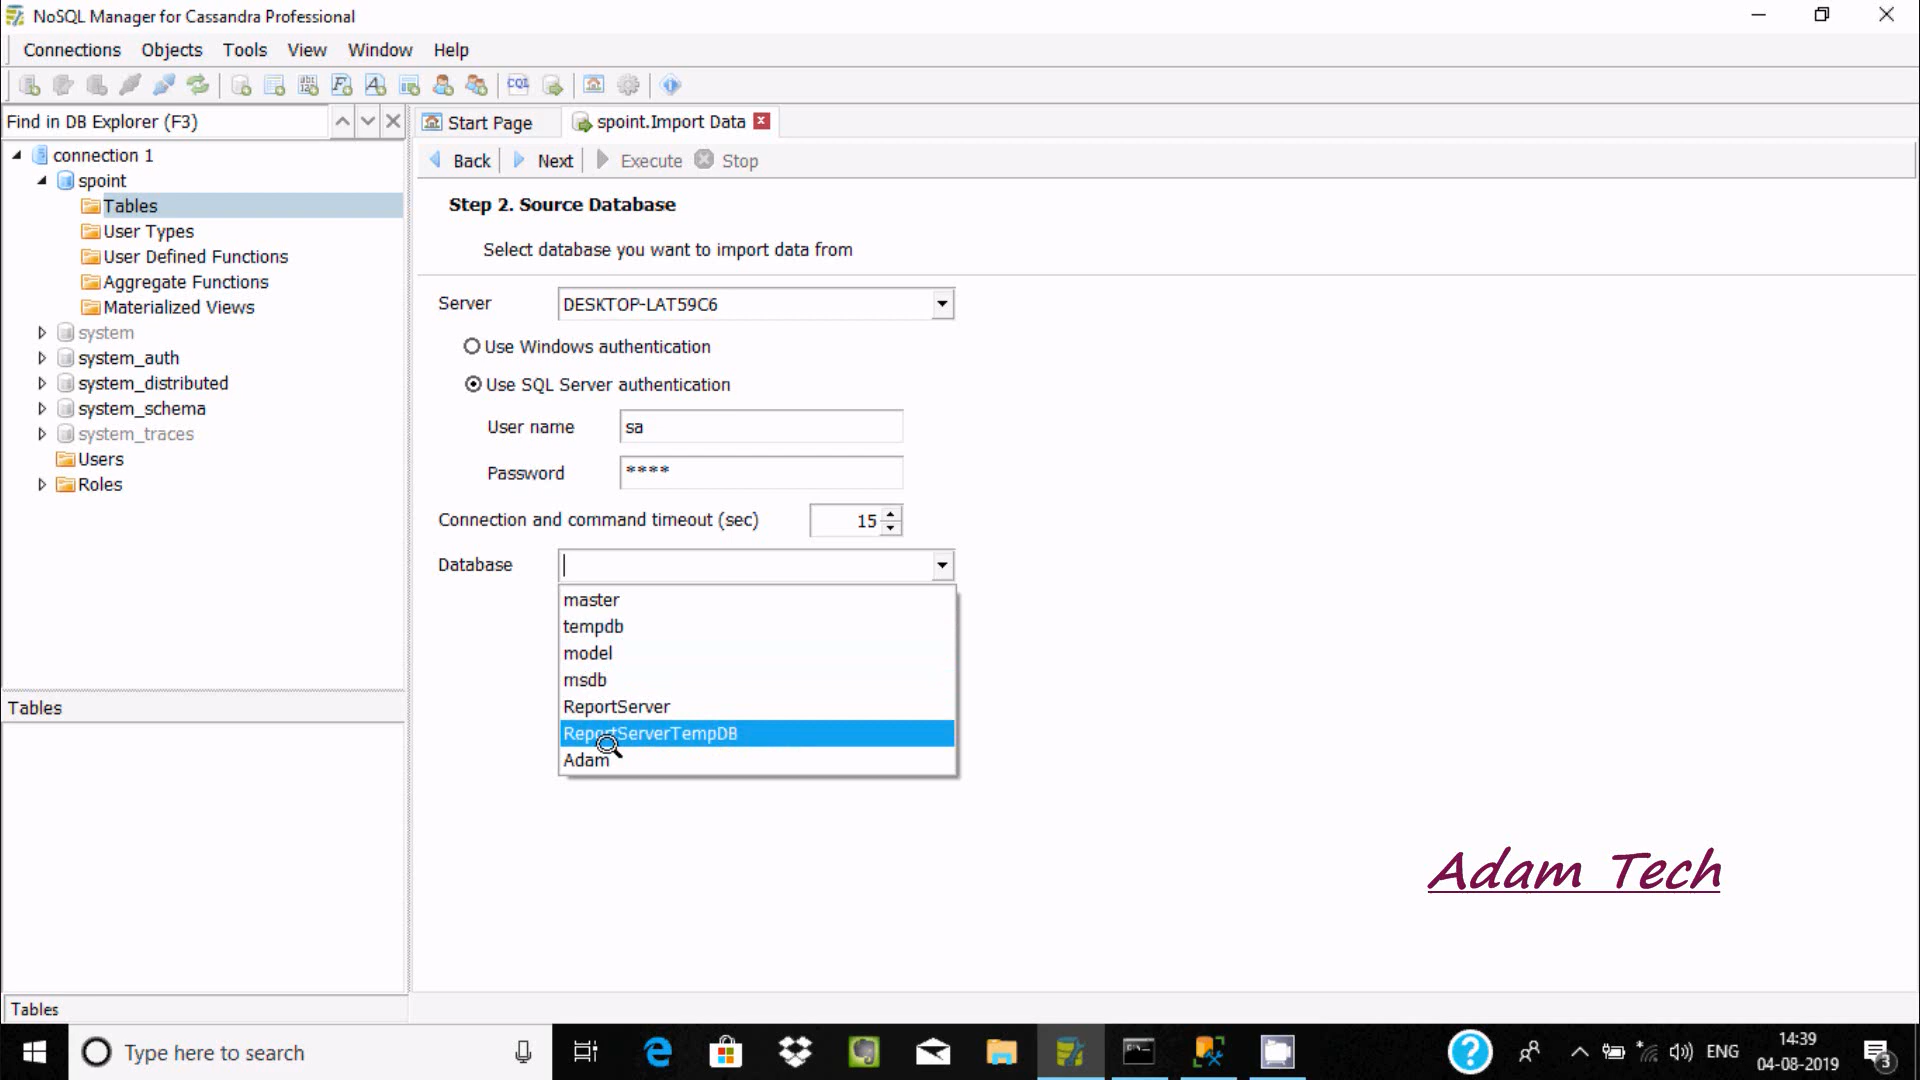 NoSQL Manager for Cassandra Professional
Connections Objects Tools View Window Help
CQL
Find in DB Explorer (F3)
Start Page
spoint.Import Data
Back Next Execute Stop
connection 1
spoint
Tables
User Types
User Defined Functions
Aggregate Functions
Materialized Views
system
system_auth
system_distributed
system_schema
system_traces
Users
Roles
Tables
Tables
Step 2. Source Database
Select database you want to import data from
Server DESKTOP-LAT59C6
Use Windows authentication
Use SQL Server authentication
User name sa
Password ****
Connection and command timeout (sec) 15
Database
master
tempdb
model
msdb
ReportServer
ReportServerTempDB
Adam
Adam Tech
Type here to search
ENG
14:39
04-08-2019
3